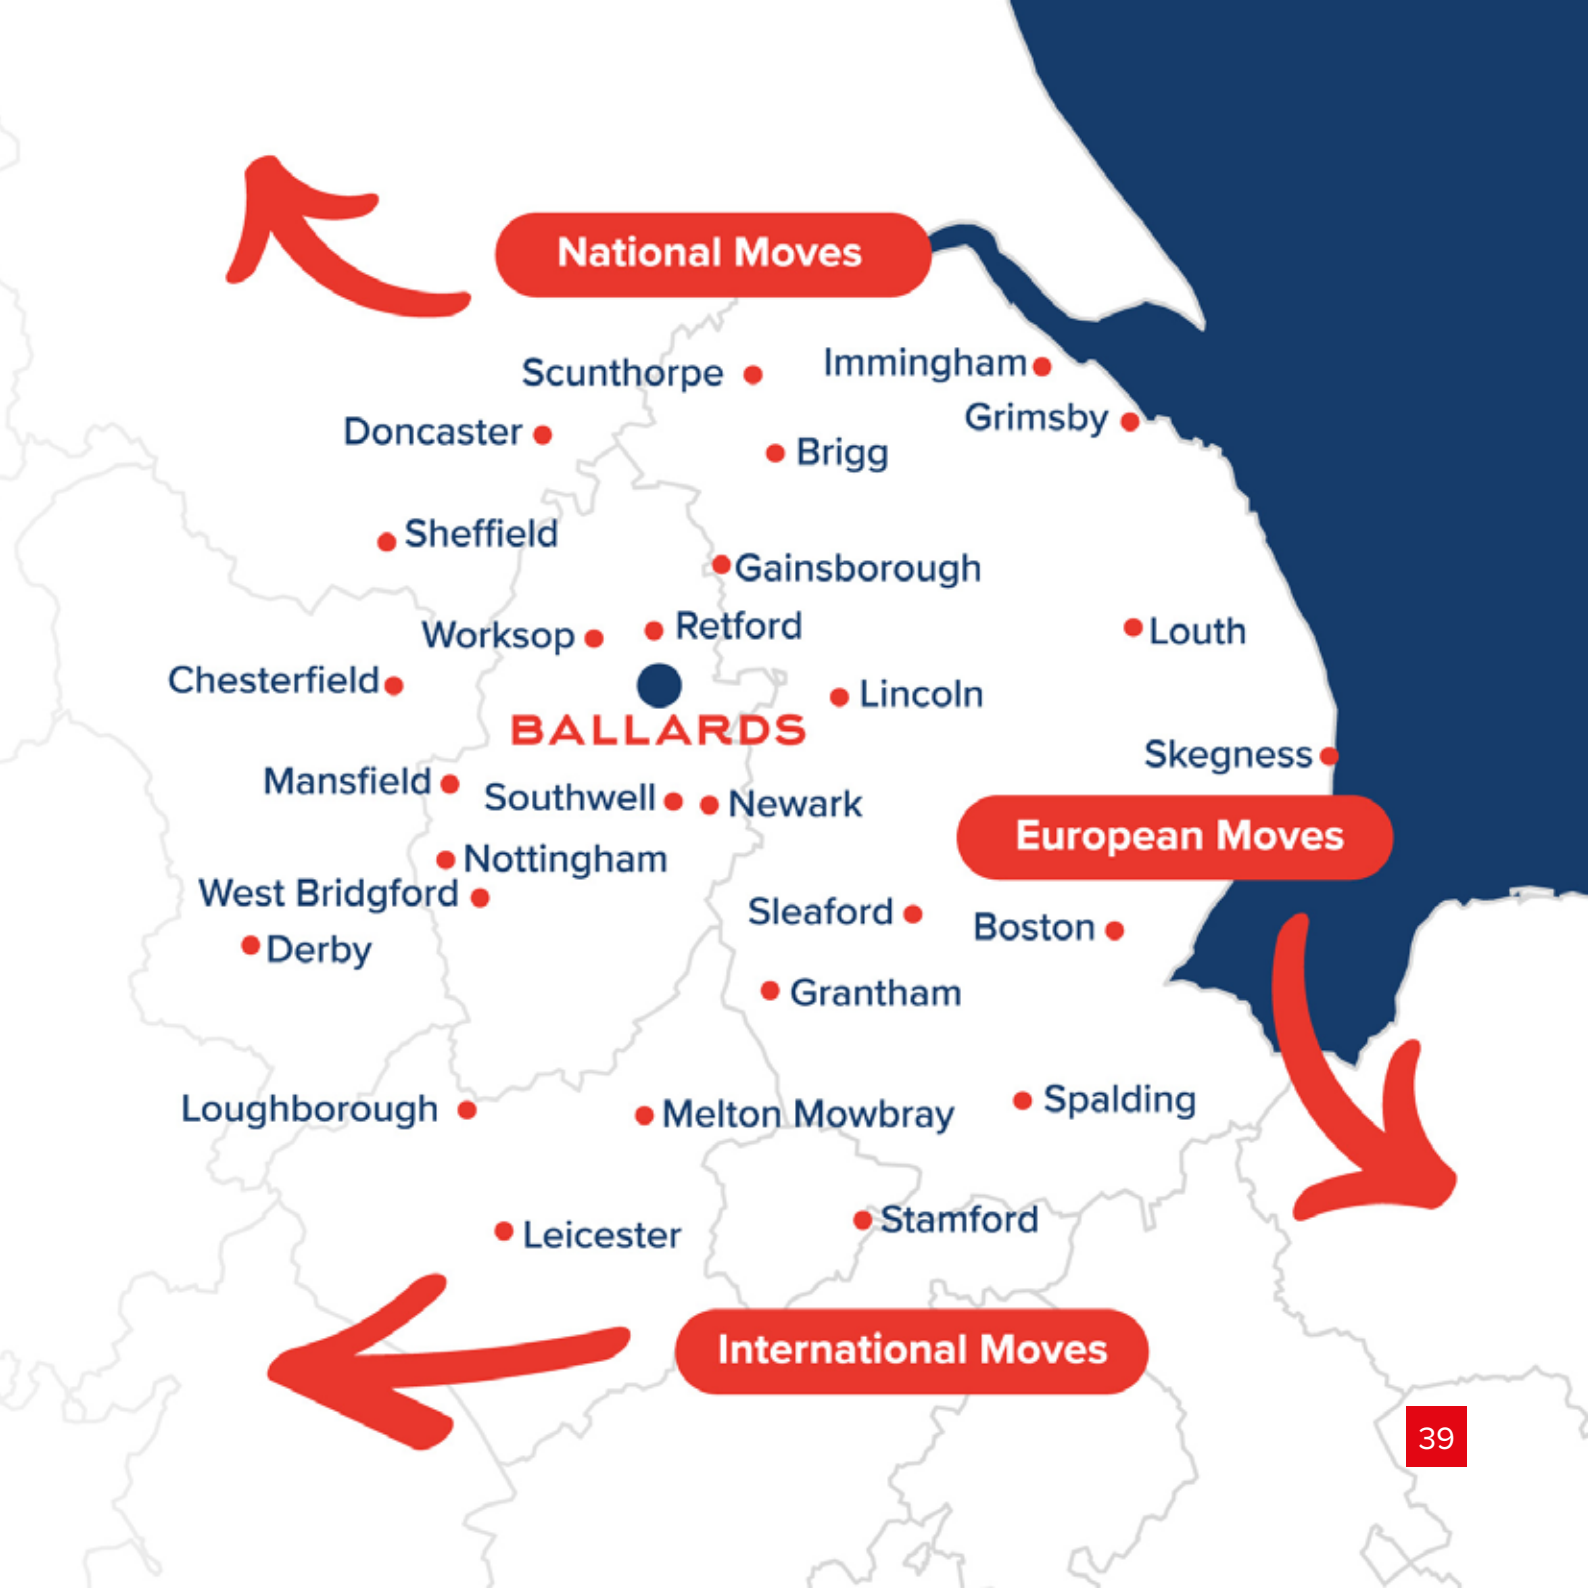 National Moves
Immingham
Scunthorpe
Grimsby
Doncaster
Brigg
Sheffield
Gainsborough
Retford
Worksop
Louth
Chesterfield
Lincoln
BALLARDS
Skegness
Mansfield
Southwell
Newark
European Moves
Nottingham
West Bridgford
Sleaford
Boston
Derby
Grantham
Spalding
Loughborough
Melton Mowbray
Stamford
Leicester
International Moves
39